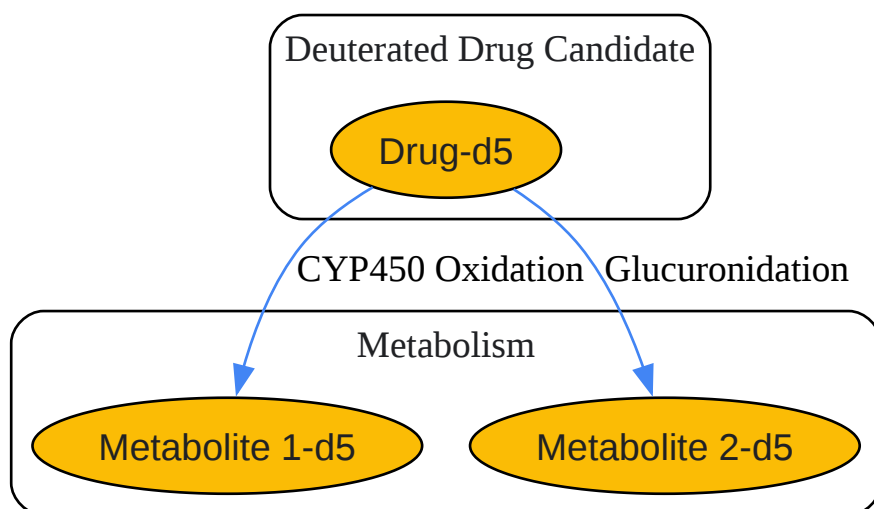 Deuterated Drug Candidate
Drug-d5
CYP450 Oxidation
Glucuronidation
Metabolism
Metabolite 1-d5
Metabolite 2-d5